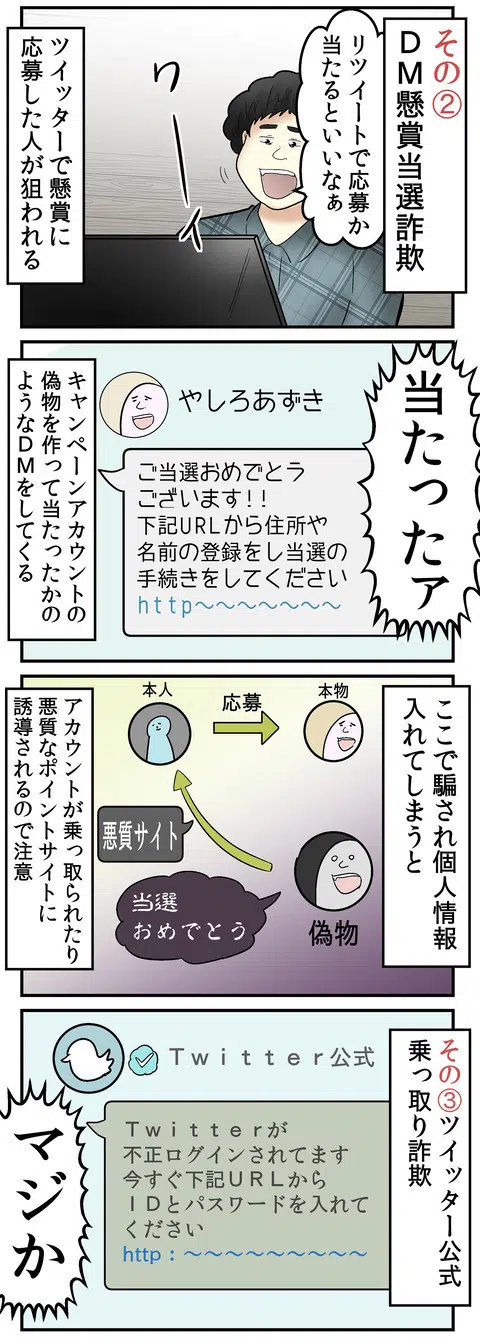 その②
DM懸賞当選詐欺
リツイートで応募か
当たるといいなぁ
ワ
ー
イ
ツイッターで懸賞に
応募した人が狙われる
当たったァ
やしろあずき
ご当選おめでとう
ございます!!
下記URLから住所や
名前の登録をし当選の
手続きをしてください
http〜〜〜〜〜〜〜
キャンペーンアカウントの
偽物を作って当たったかの
ようなDMをしてくる
ここで騙され個人情報
入れてしまうと
本人
応募
本物
悪質サイト
当選
おめでとう
偽物
アカウントが乗っ取られたり
悪質なポイントサイトに
誘導されるので注意
その③ツイッター公式
乗っ取り詐欺
Twitter公式
Twitterが
不正ログインされてます
今すぐ下記URLから
IDとパスワードを入れて
ください
http：〜〜〜〜〜〜〜〜〜
マジか